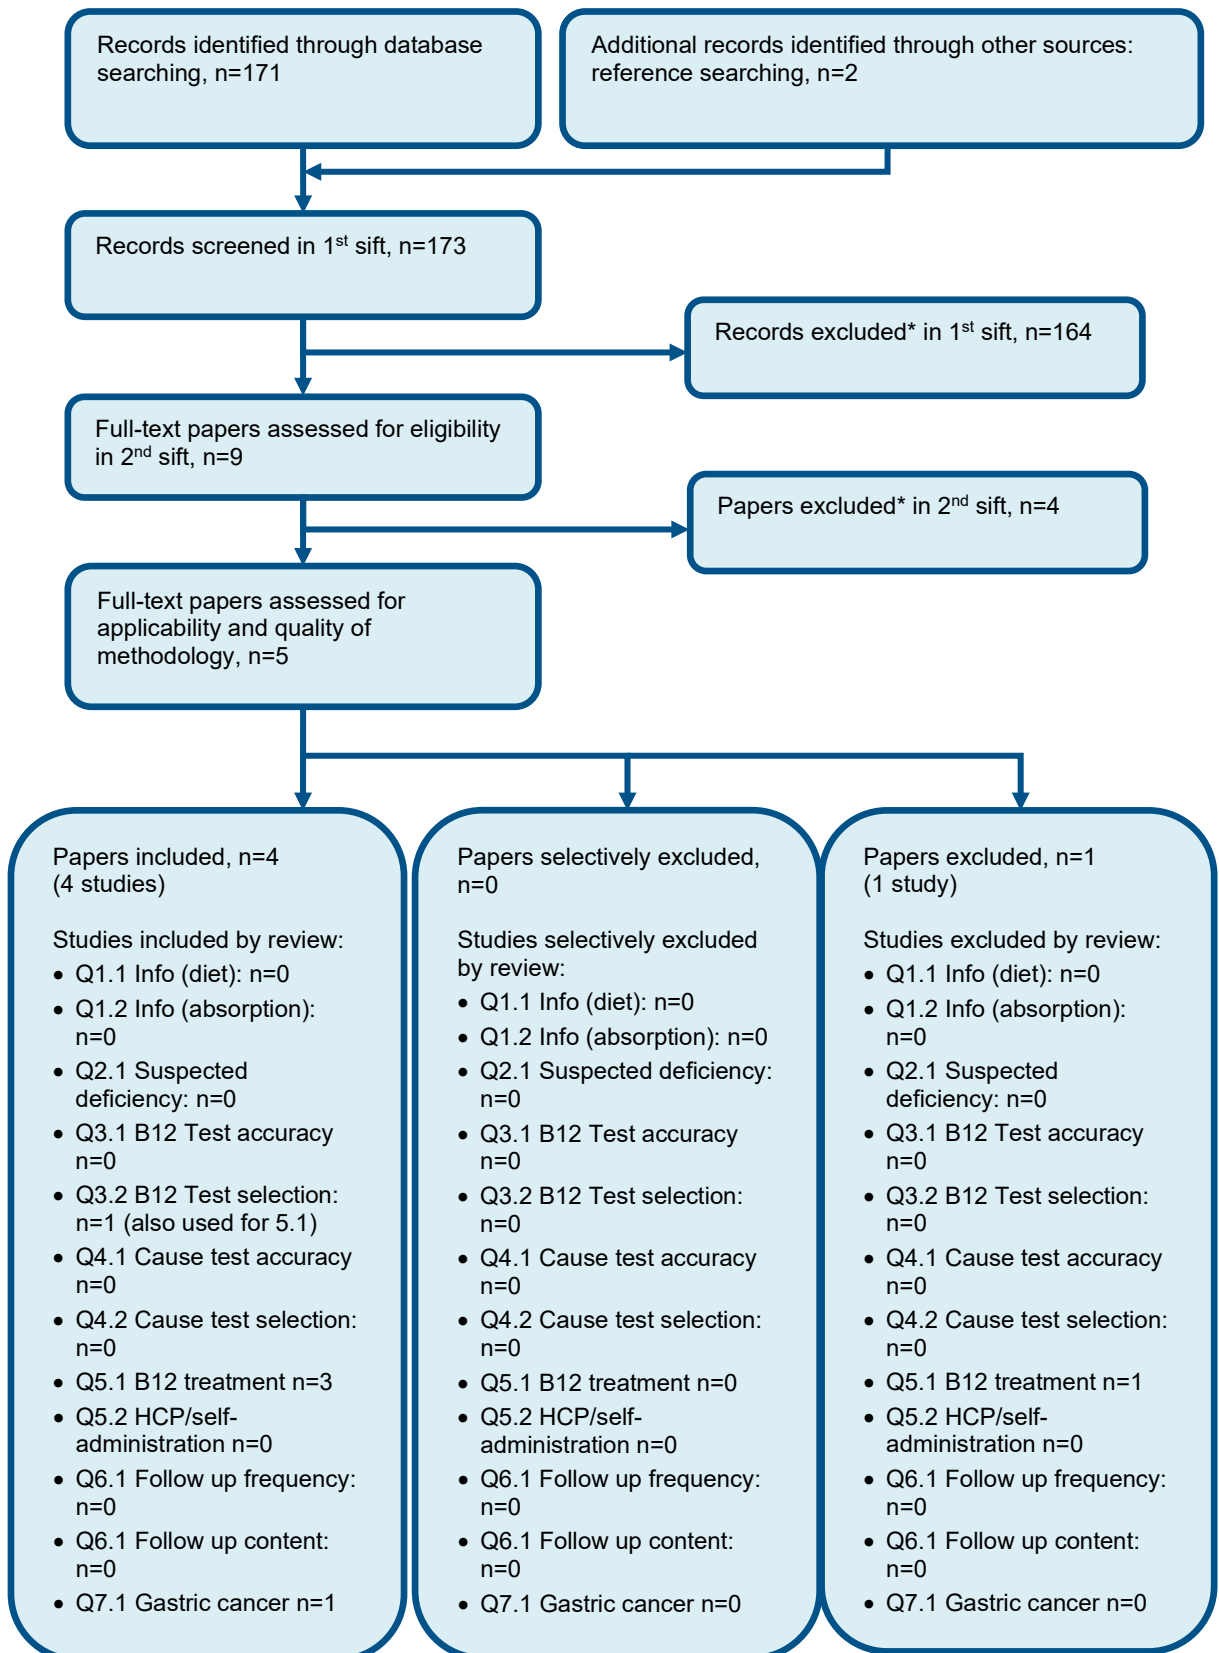 Records identified through database
searching, n=171
Additional records identified through other sources:
reference searching, n=2
Records screened in 1st sift, n=173
Records excluded* in 1st sift, n=164
Full-text papers assessed for eligibility
in 2nd sift, n=9
Papers excluded* in 2nd sift, n=4
Full-text papers assessed for
applicability and quality of
methodology, n=5
Papers included, n=4
(4 studies)
Studies included by review:
• Q1.1 Info (diet): n=0
• Q1.2 Info (absorption):
n=0
• Q2.1 Suspected
deficiency: n=0
• Q3.1 B12 Test accuracy
n=0
• Q3.2 B12 Test selection:
n=1 (also used for 5.1)
• Q4.1 Cause test accuracy
n=0
• Q4.2 Cause test selection:
n=0
• Q5.1 B12 treatment n=3
• Q5.2 HCP/self-
administration n=0
• Q6.1 Follow up frequency:
n=0
• Q6.1 Follow up content:
n=0
• Q7.1 Gastric cancer n=1
Papers selectively excluded,
n=0
Studies selectively excluded
by review:
• Q1.1 Info (diet): n=0
• Q1.2 Info (absorption): n=0
• Q2.1 Suspected deficiency:
n=0
• Q3.1 B12 Test accuracy
n=0
• Q3.2 B12 Test selection:
n=0
• Q4.1 Cause test accuracy
n=0
• Q4.2 Cause test selection:
n=0
• Q5.1 B12 treatment n=0
• Q5.2 HCP/self-
administration n=0
• Q6.1 Follow up frequency:
n=0
• Q6.1 Follow up content:
n=0
• Q7.1 Gastric cancer n=0
Papers excluded, n=1
(1 study)
Studies excluded by review:
• Q1.1 Info (diet): n=0
• Q1.2 Info (absorption):
n=0
• Q2.1 Suspected
deficiency: n=0
• Q3.1 B12 Test accuracy
n=0
• Q3.2 B12 Test selection:
n=0
• Q4.1 Cause test accuracy
n=0
• Q4.2 Cause test selection:
n=0
• Q5.1 B12 treatment n=1
• Q5.2 HCP/self-
administration n=0
• Q6.1 Follow up frequency:
n=0
• Q6.1 Follow up content:
n=0
• Q7.1 Gastric cancer n=0